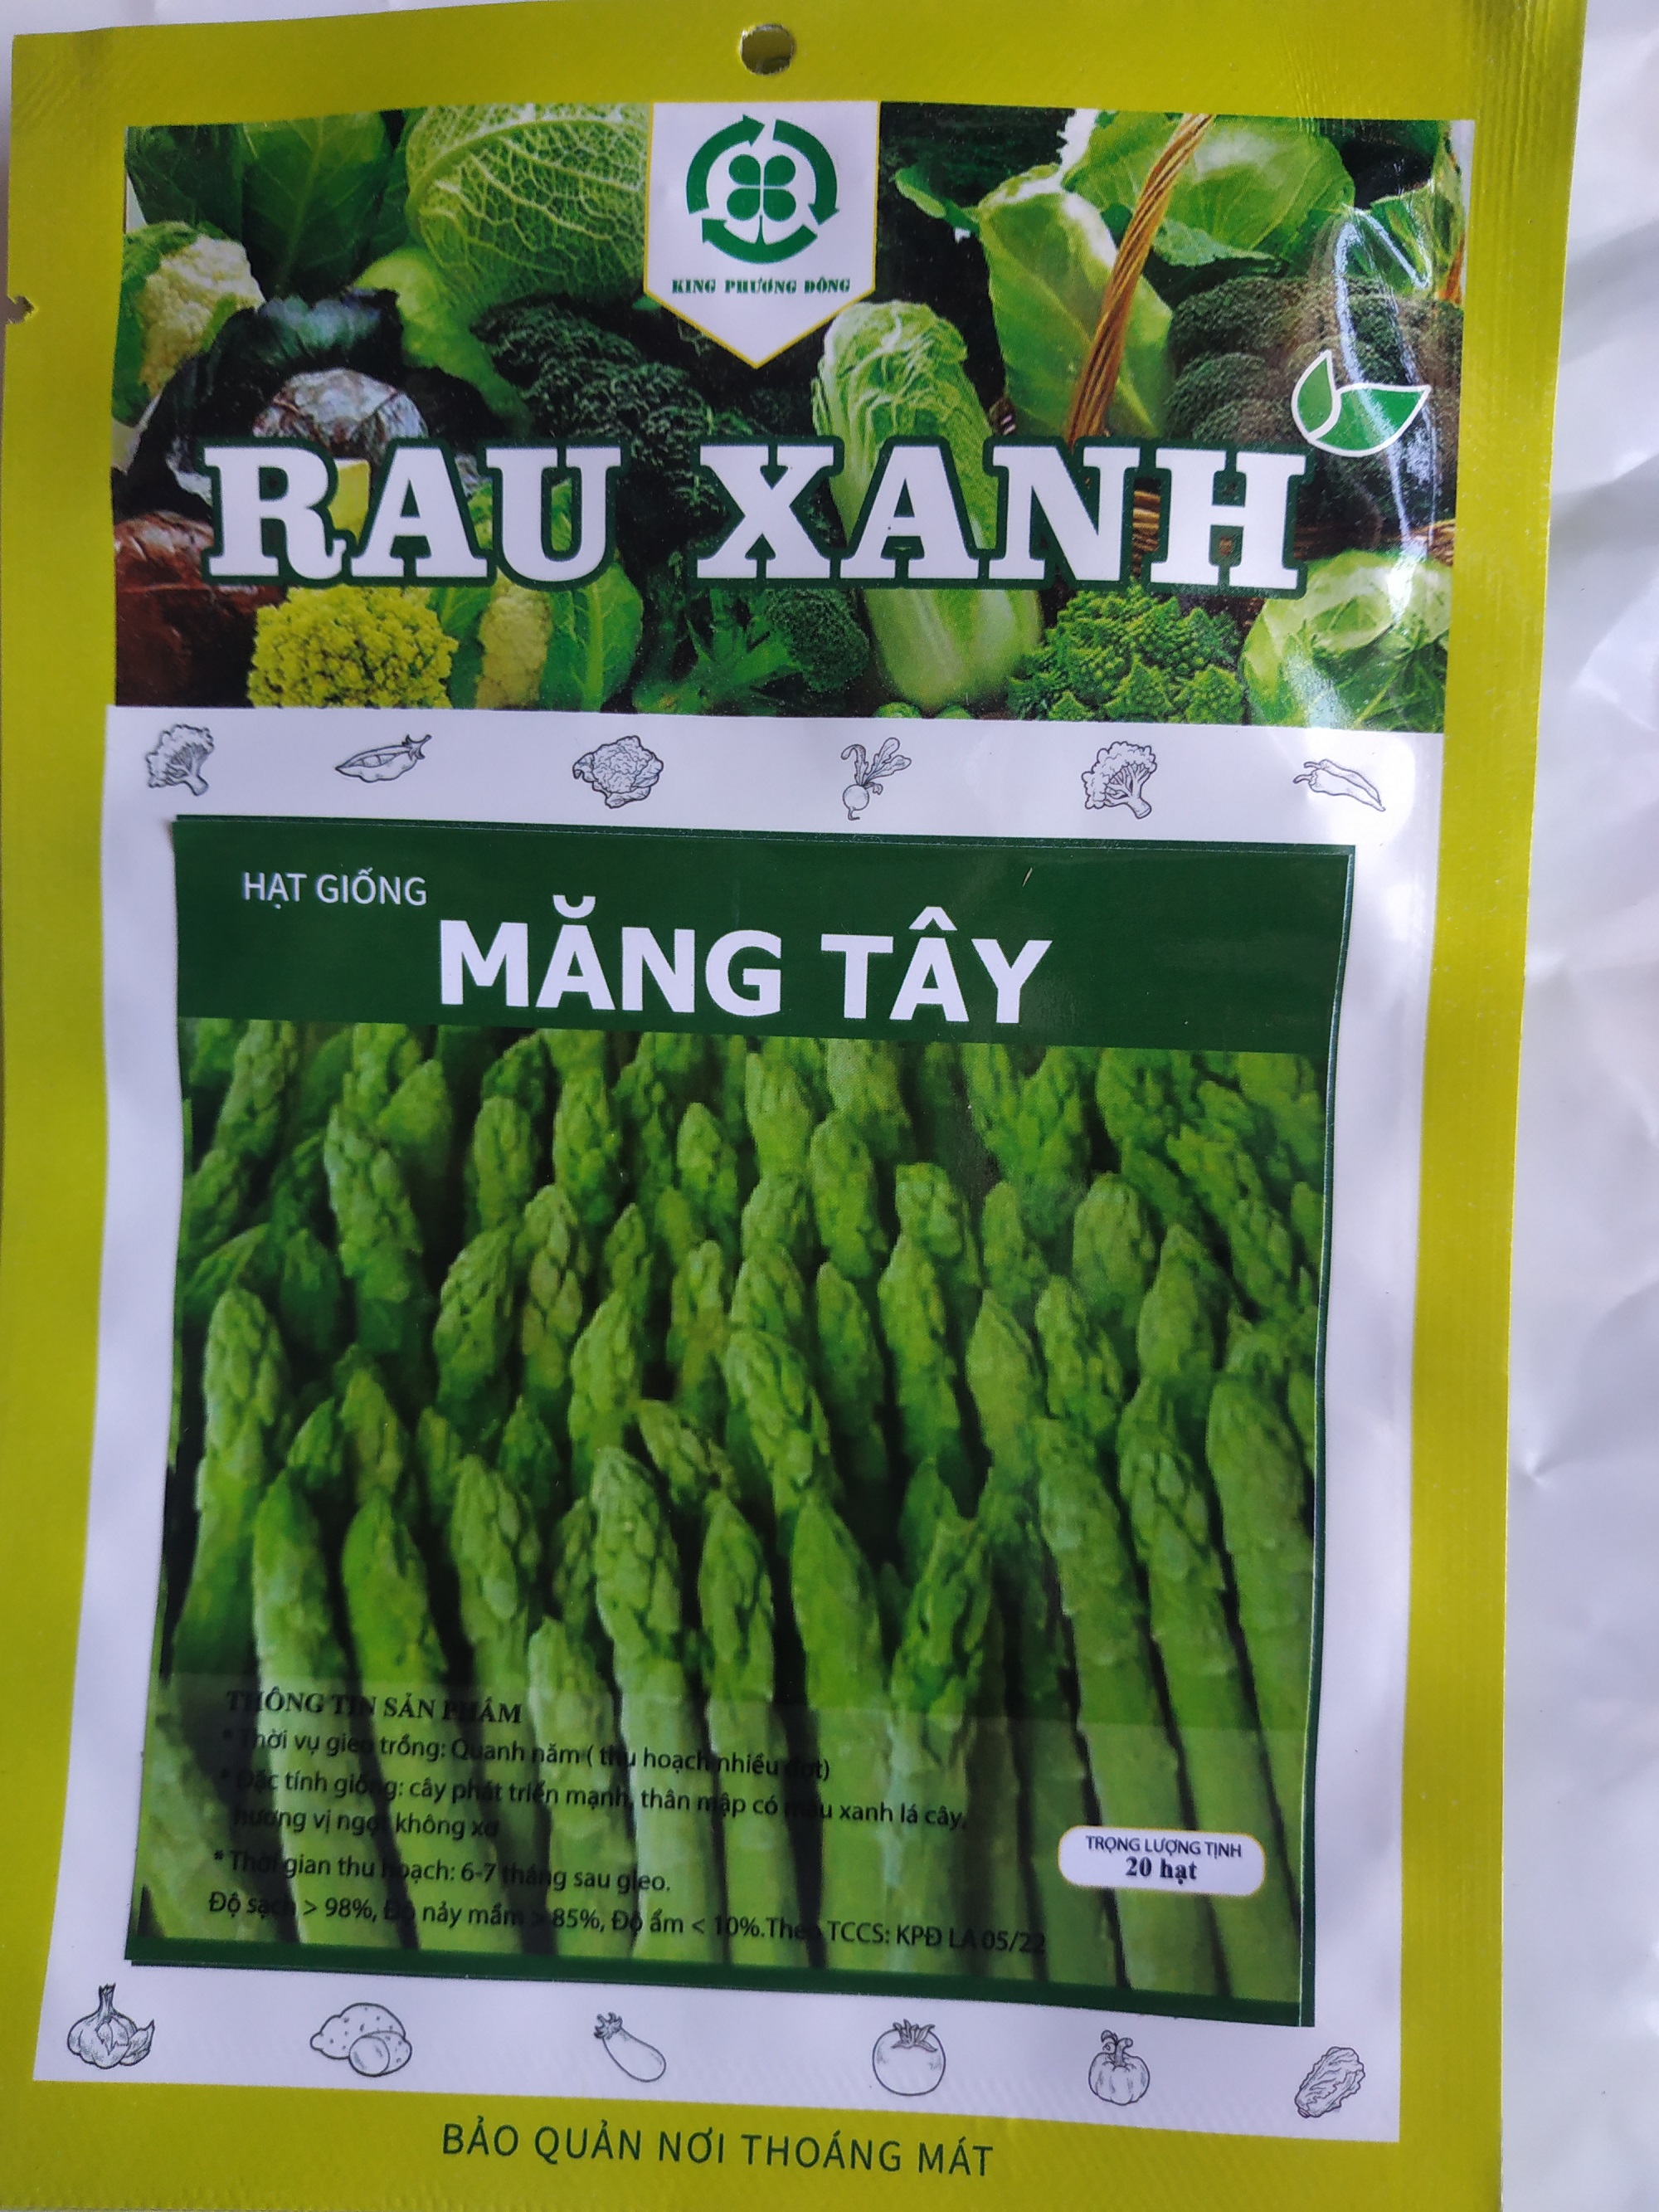 KING PHƯƠNG ĐÔNG
RAU XANH
HẠT GIỐNG
MĂNG TÂY
THÔNG TIN SẢN PHẨM
* Thời vụ gieo trồng: Quanh năm ( thu hoạch nhiều đợt)
* Đặc tính giống: cây phát triển mạnh, thân mập có màu xanh lá cây,
hương vị ngọt không xơ
* Thời gian thu hoạch: 6-7 tháng sau gieo.
Độ sạch > 98%, Độ nảy mầm > 85%, Độ ẩm < 10%.Theo TCCS: KPĐ LA 05/22
TRỌNG LƯỢNG TỊNH
20 hạt
BẢO QUẢN NƠI THOÁNG MÁT